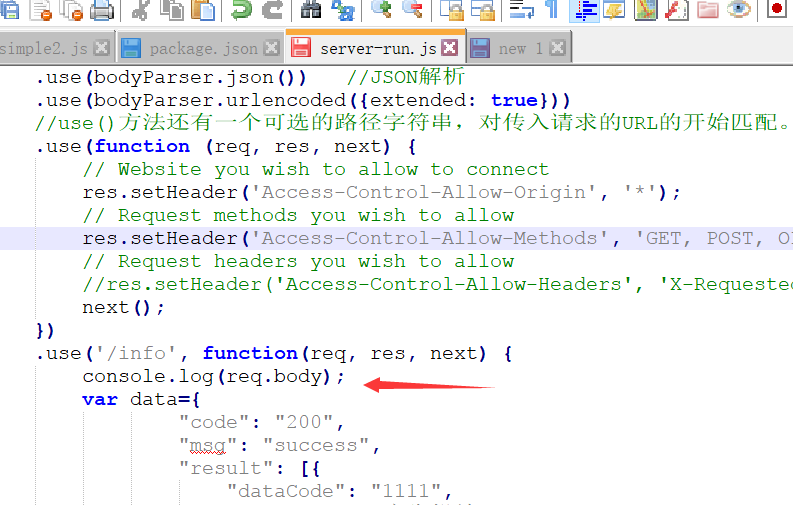 simple2.js package.json server-run.js new 1
.use(bodyParser.json())   //JSON解析
.use(bodyParser.urlencoded({extended: true}))
//use()方法还有一个可选的路径字符串，对传入请求的URL的开始匹配。
.use(function (req, res, next) {
// Website you wish to allow to connect
res.setHeader('Access-Control-Allow-Origin', '*');
// Request methods you wish to allow
res.setHeader('Access-Control-Allow-Methods', 'GET, POST, O
// Request headers you wish to allow
//res.setHeader('Access-Control-Allow-Headers', 'X-Requested
next();
})
.use('/info', function(req, res, next) {
console.log(req.body);
var data={
"code": "200",
"msg": "success",
"result": [{
"dataCode": "1111",